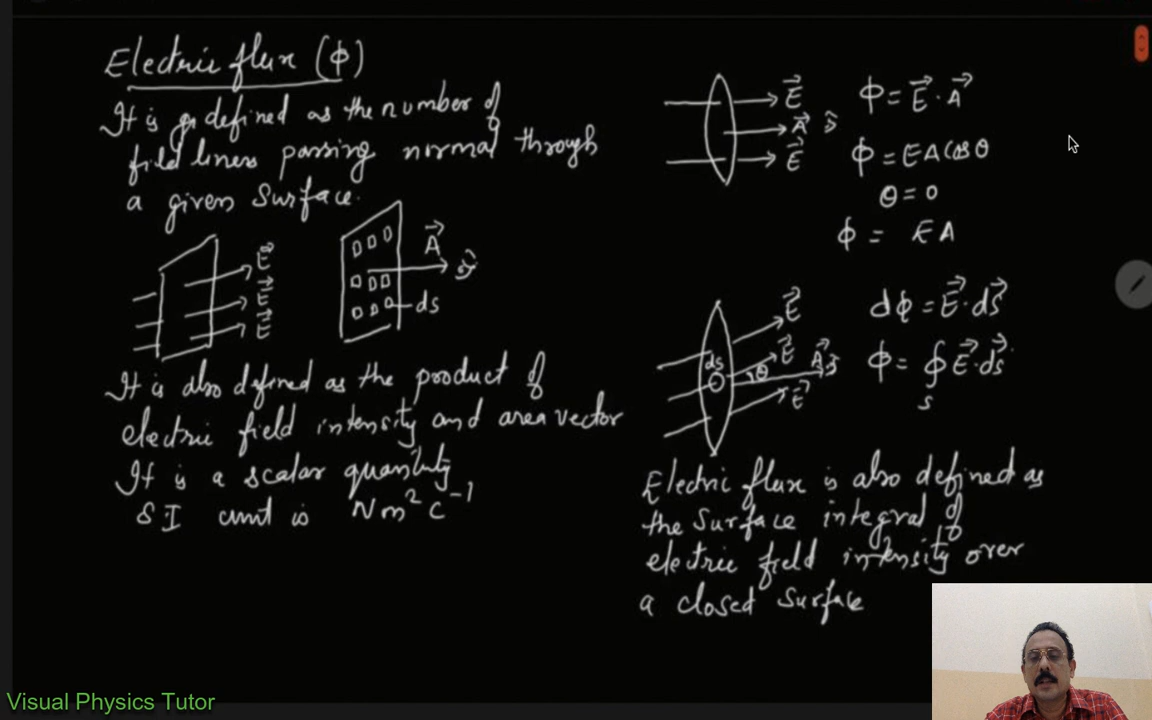 Electric flux (ϕ)
It is defined as the number of
field lines passing normal through
a given surface.
E⃗
E⃗
E⃗
A⃗
ds
It is also defined as the product of
electric field intensity and area vector
It is a scalar quantity
SI unit is Nm² C⁻¹
E⃗
A⃗
E⃗
ϕ = E⃗ · A⃗
ϕ = EA cos θ
θ = 0
ϕ = EA
E⃗
ds
θ
E⃗
A⃗
E⃗
dϕ = E⃗ · ds⃗
ϕ = ∮ E⃗ · ds⃗
s
Electric flux is also defined as
the surface integral of
electric field intensity over
a closed surface
Visual Physics Tutor